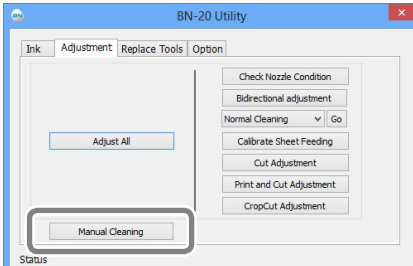 BN
BN-20 Utility
Ink Adjustment Replace Tools Option
Adjust All
Manual Cleaning
Check Nozzle Condition
Bidirectional adjustment
Normal Cleaning Go
Calibrate Sheet Feeding
Cut Adjustment
Print and Cut Adjustment
CropCut Adjustment
Status